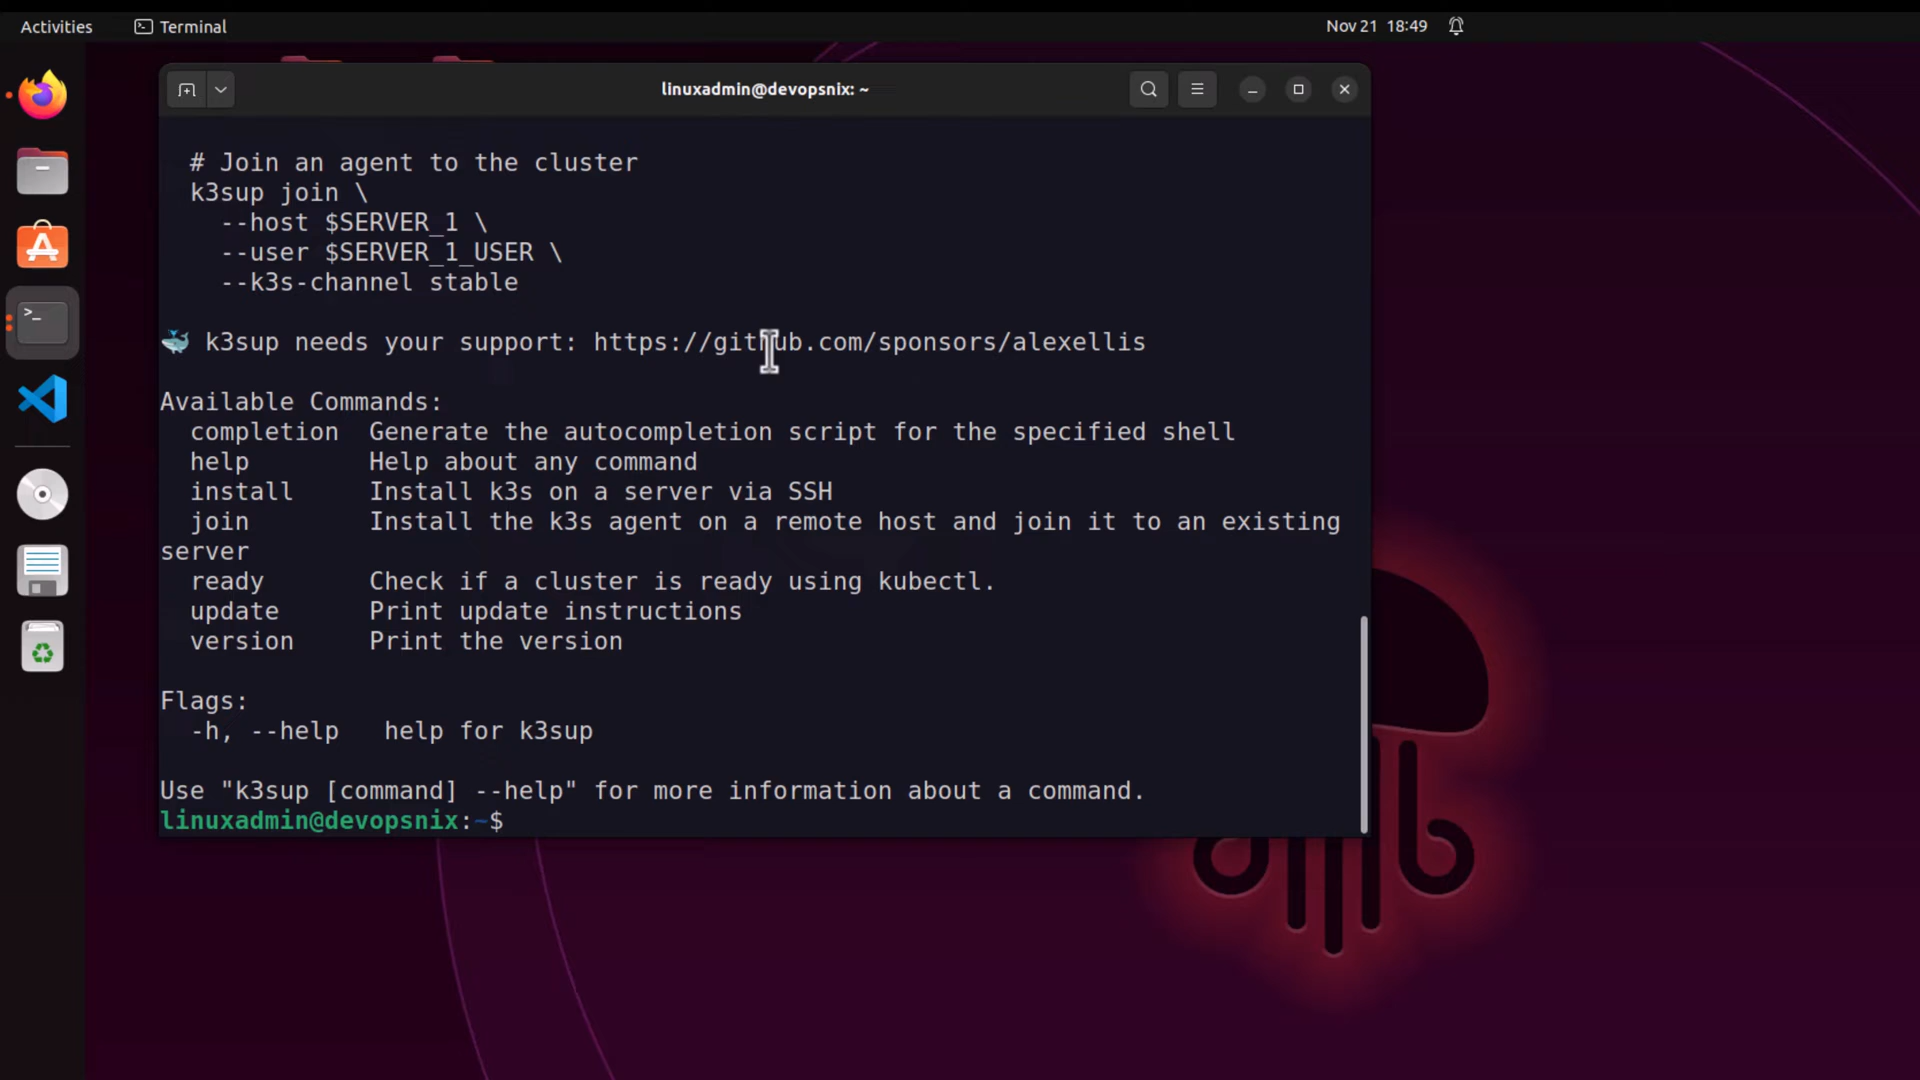 Activities
Terminal
Nov 21 18:49
linuxadmin@devopsnix: ~
# Join an agent to the cluster
k3sup join \
--host $SERVER_1 \
--user $SERVER_1_USER \
--k3s-channel stable
🐳 k3sup needs your support: https://github.com/sponsors/alexellis
Available Commands:
completion Generate the autocompletion script for the specified shell
help Help about any command
install Install k3s on a server via SSH
join Install the k3s agent on a remote host and join it to an existing
server
ready Check if a cluster is ready using kubectl.
update Print update instructions
version Print the version
Flags:
-h, --help help for k3sup
Use "k3sup [command] --help" for more information about a command.
linuxadmin@devopsnix:~$